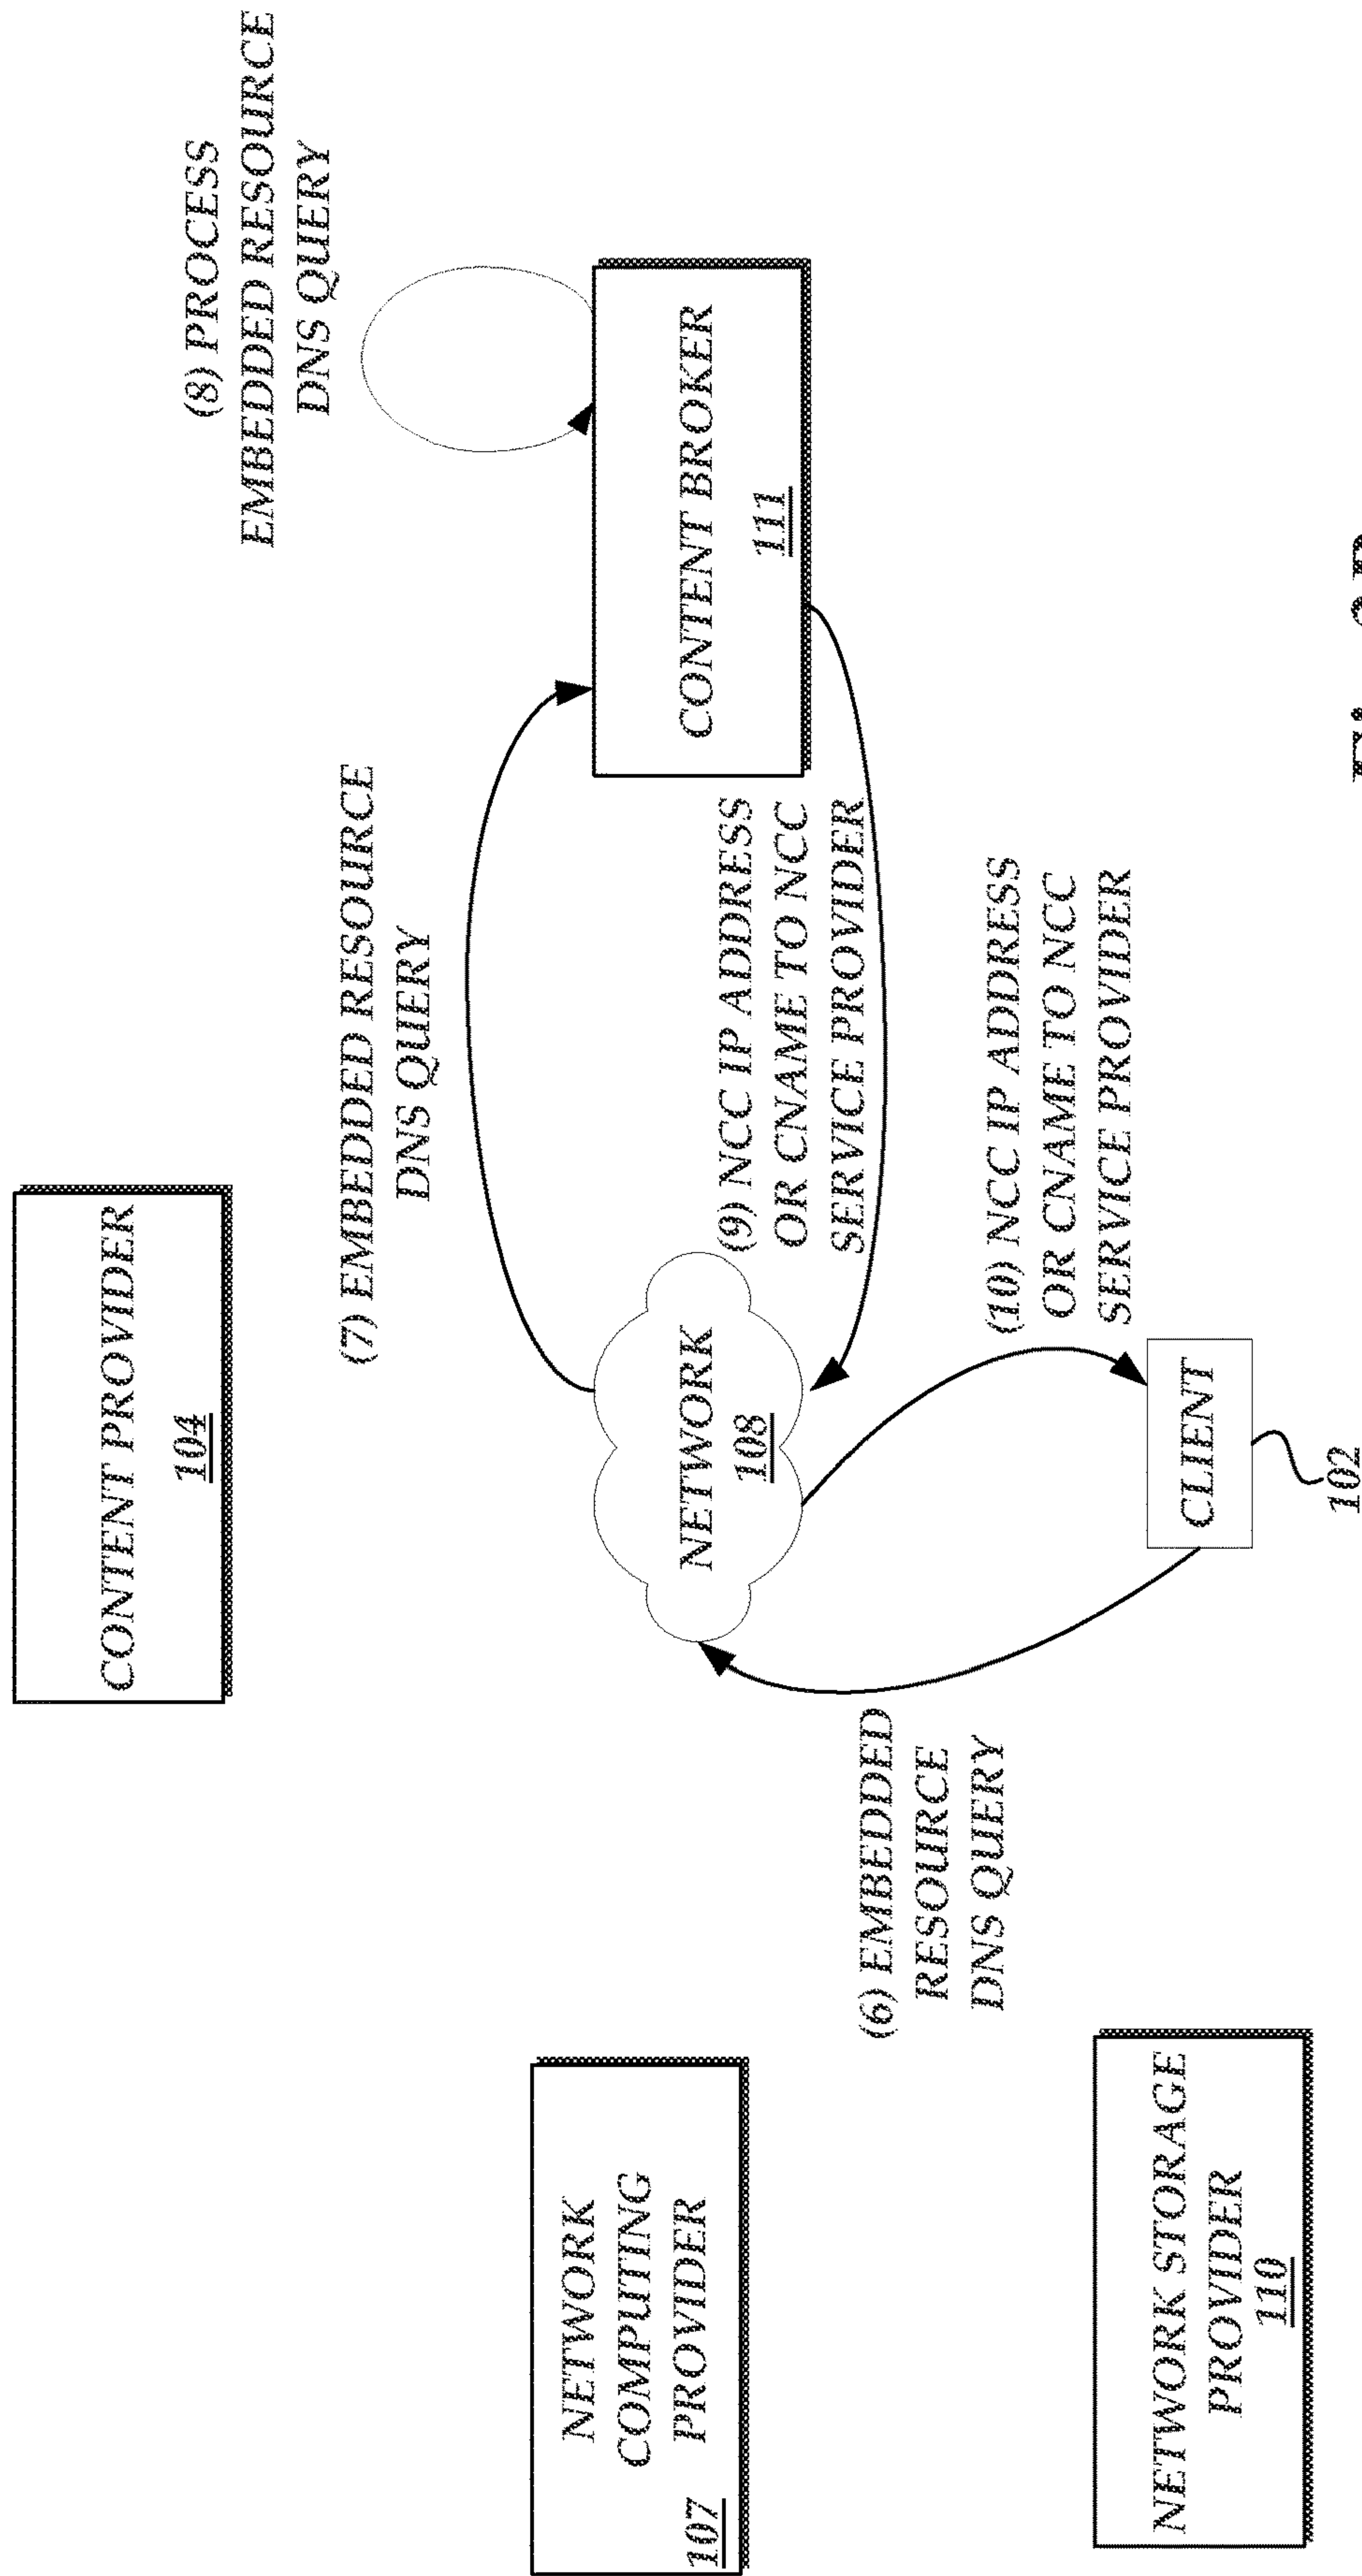 CONTENT PROVIDER
104
(8) PROCESS
EMBEDDED RESOURCE
DNS QUERY
(7) EMBEDDED RESOURCE
DNS QUERY
NETWORK
COMPUTING
PROVIDER
107
NETWORK
108
CONTENT BROKER
111
(9) NCC IP ADDRESS
OR CNAME TO NCC
SERVICE PROVIDER
(6) EMBEDDED
RESOURCE
DNS QUERY
(10) NCC IP ADDRESS
OR CNAME TO NCC
SERVICE PROVIDER
NETWORK STORAGE
PROVIDER
110
CLIENT
102